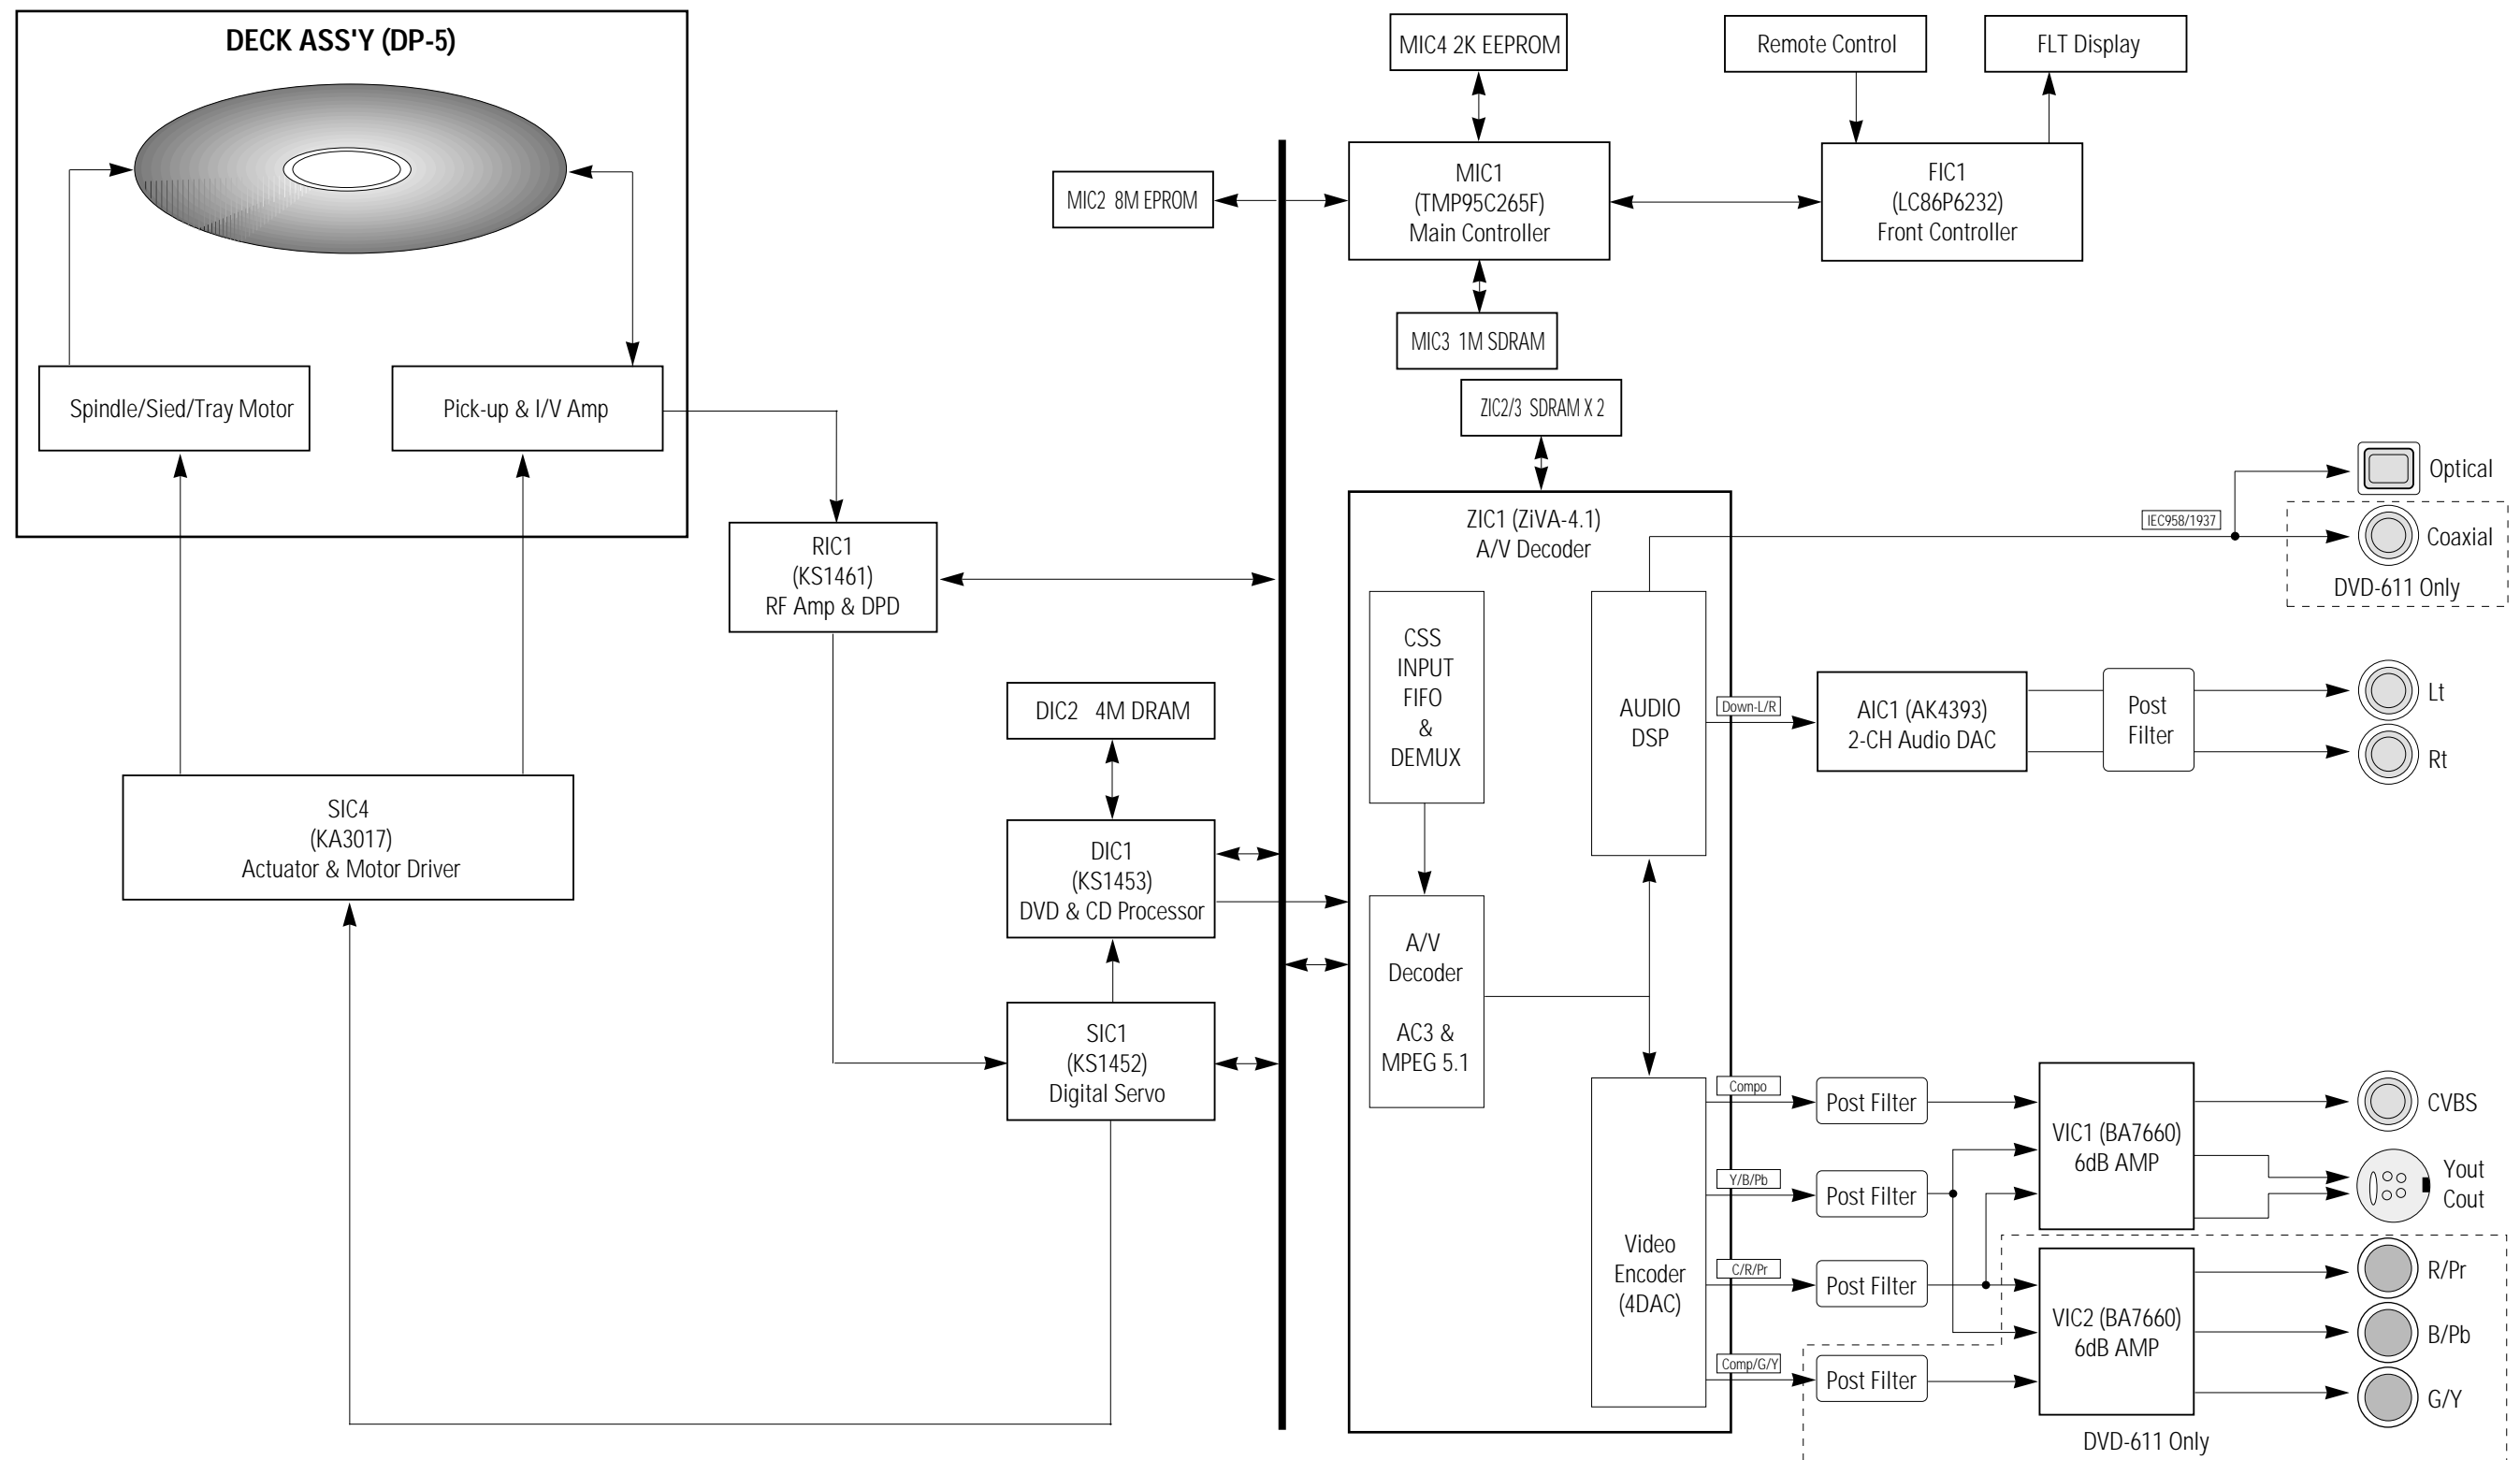 DECK ASS'Y (DP-5)
Spindle/Sied/Tray Motor
Pick-up & I/V Amp
SIC4
(KA3017)
Actuator & Motor Driver
RIC1
(KS1461)
RF Amp & DPD
DIC2 4M DRAM
DIC1
(KS1453)
DVD & CD Processor
SIC1
(KS1452)
Digital Servo
MIC2 8M EPROM
MIC4 2K EEPROM
MIC1
(TMP95C265F)
Main Controller
MIC3 1M SDRAM
Remote Control
FLT Display
FIC1
(LC86P6232)
Front Controller
ZIC2/3 SDRAM X 2
ZIC1 (ZiVA-4.1)
A/V Decoder
CSS
INPUT
FIFO
&
DEMUX
A/V
Decoder
AC3 &
MPEG 5.1
AUDIO
DSP
Video
Encoder
(4DAC)
IEC958/1937
Optical
Coaxial
DVD-611 Only
Down-L/R
AIC1 (AK4393)
2-CH Audio DAC
Post
Filter
Lt
Rt
Compo
Post Filter
Y/B/Pb
Post Filter
C/R/Pr
Post Filter
Comp/G/Y
Post Filter
VIC1 (BA7660)
6dB AMP
VIC2 (BA7660)
6dB AMP
CVBS
Yout
Cout
R/Pr
B/Pb
G/Y
DVD-611 Only